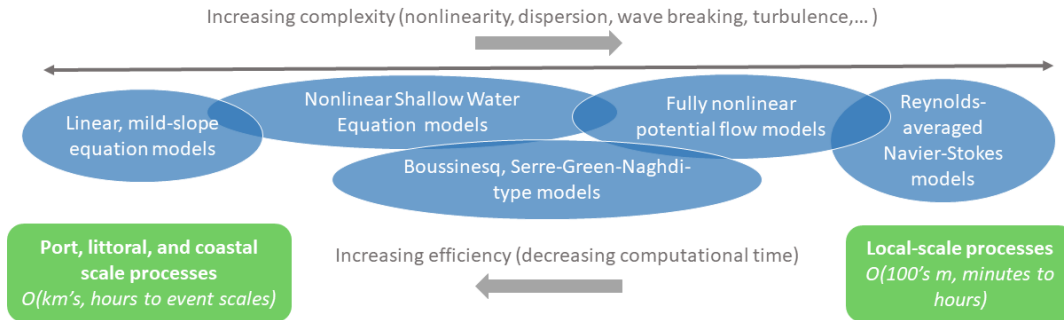 Increasing complexity (nonlinearity, dispersion, wave breaking, turbulence,... )
Linear, mild-slope
equation models
Nonlinear Shallow Water
Equation models
Fully nonlinear
potential flow models
Reynolds-
averaged
Navier-Stokes
models
Boussinesq, Serre-Green-Naghdi-
type models
Port, littoral, and coastal
scale processes
O(km's, hours to event scales)
Increasing efficiency (decreasing computational time)
Local-scale processes
O(100's m, minutes to
hours)